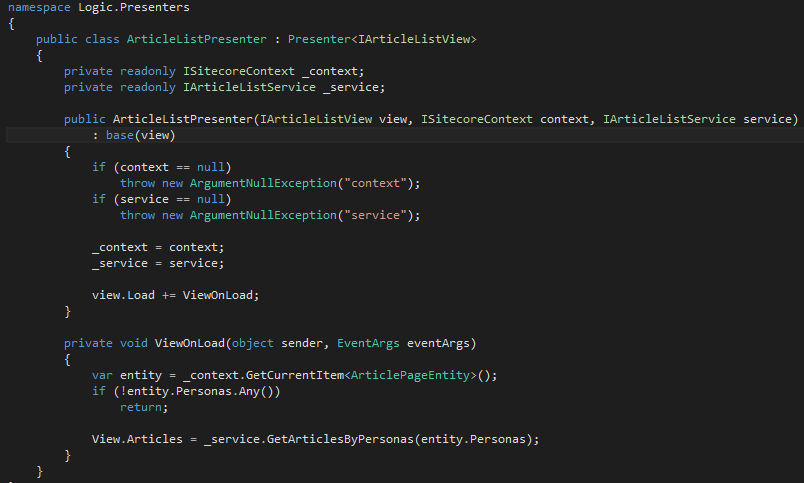 namespace Logic.Presenters
{
    public class ArticleListPresenter : Presenter<IArticleListView>
    {
        private readonly ISitecoreContext _context;
        private readonly IArticleListService _service;

        public ArticleListPresenter(IArticleListView view, ISitecoreContext context, IArticleListService service)
            : base(view)
        {
            if (context == null)
                throw new ArgumentNullException("context");
            if (service == null)
                throw new ArgumentNullException("service");

            _context = context;
            _service = service;

            view.Load += ViewOnLoad;
        }

        private void ViewOnLoad(object sender, EventArgs eventArgs)
        {
            var entity = _context.GetCurrentItem<ArticlePageEntity>();
            if (!entity.Personas.Any())
                return;

            View.Articles = _service.GetArticlesByPersonas(entity.Personas);
        }
    }